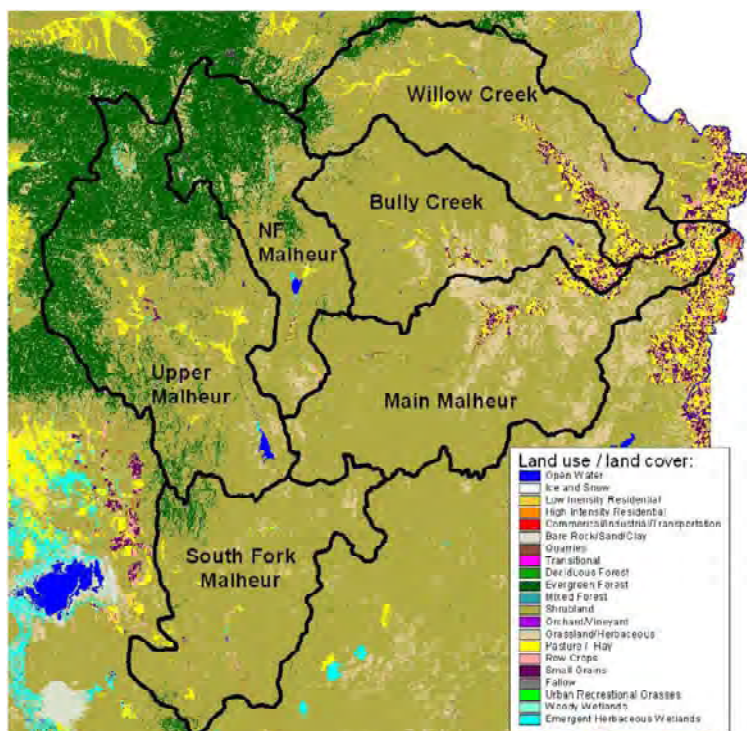 Willow Creek
Bully Creek
NF
Malheur
Upper
Malheur
Main Malheur
South Fork
Malheur
Land use / land cover:
Open Water
Ice and Snow
Low Intensity Residential
High Intensity Residential
Commercial/Industrial/Transportation
Bare Rock/Sand/Clay
Quarries
Transitional
Deciduous Forest
Evergreen Forest
Mixed Forest
Shrubland
Orchard/Vineyard
Grassland/Herbaceous
Pasture / Hay
Row Crops
Small Grains
Fallow
Urban Recreational Grasses
Woody Wetlands
Emergent Herbaceous Wetlands